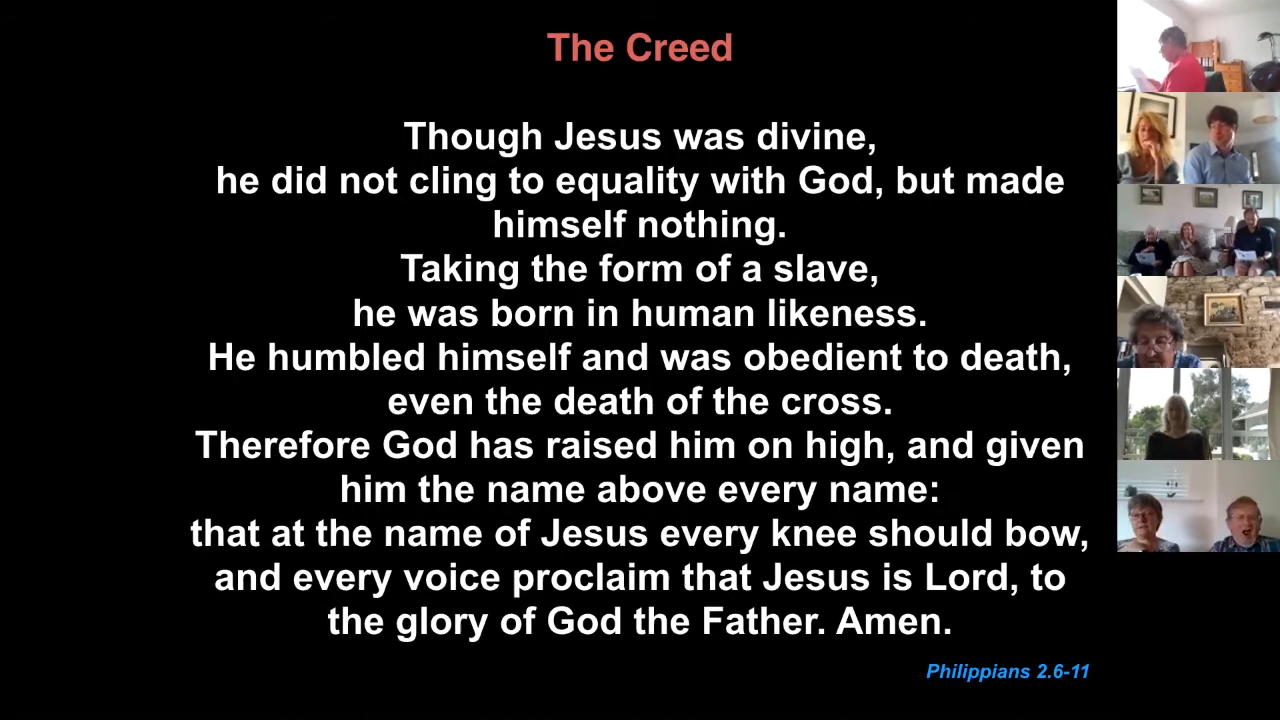 The Creed
Though Jesus was divine,
he did not cling to equality with God, but made
himself nothing.
Taking the form of a slave,
he was born in human likeness.
He humbled himself and was obedient to death,
even the death of the cross.
Therefore God has raised him on high, and given
him the name above every name:
that at the name of Jesus every knee should bow,
and every voice proclaim that Jesus is Lord, to
the glory of God the Father. Amen.
Philippians 2.6-11